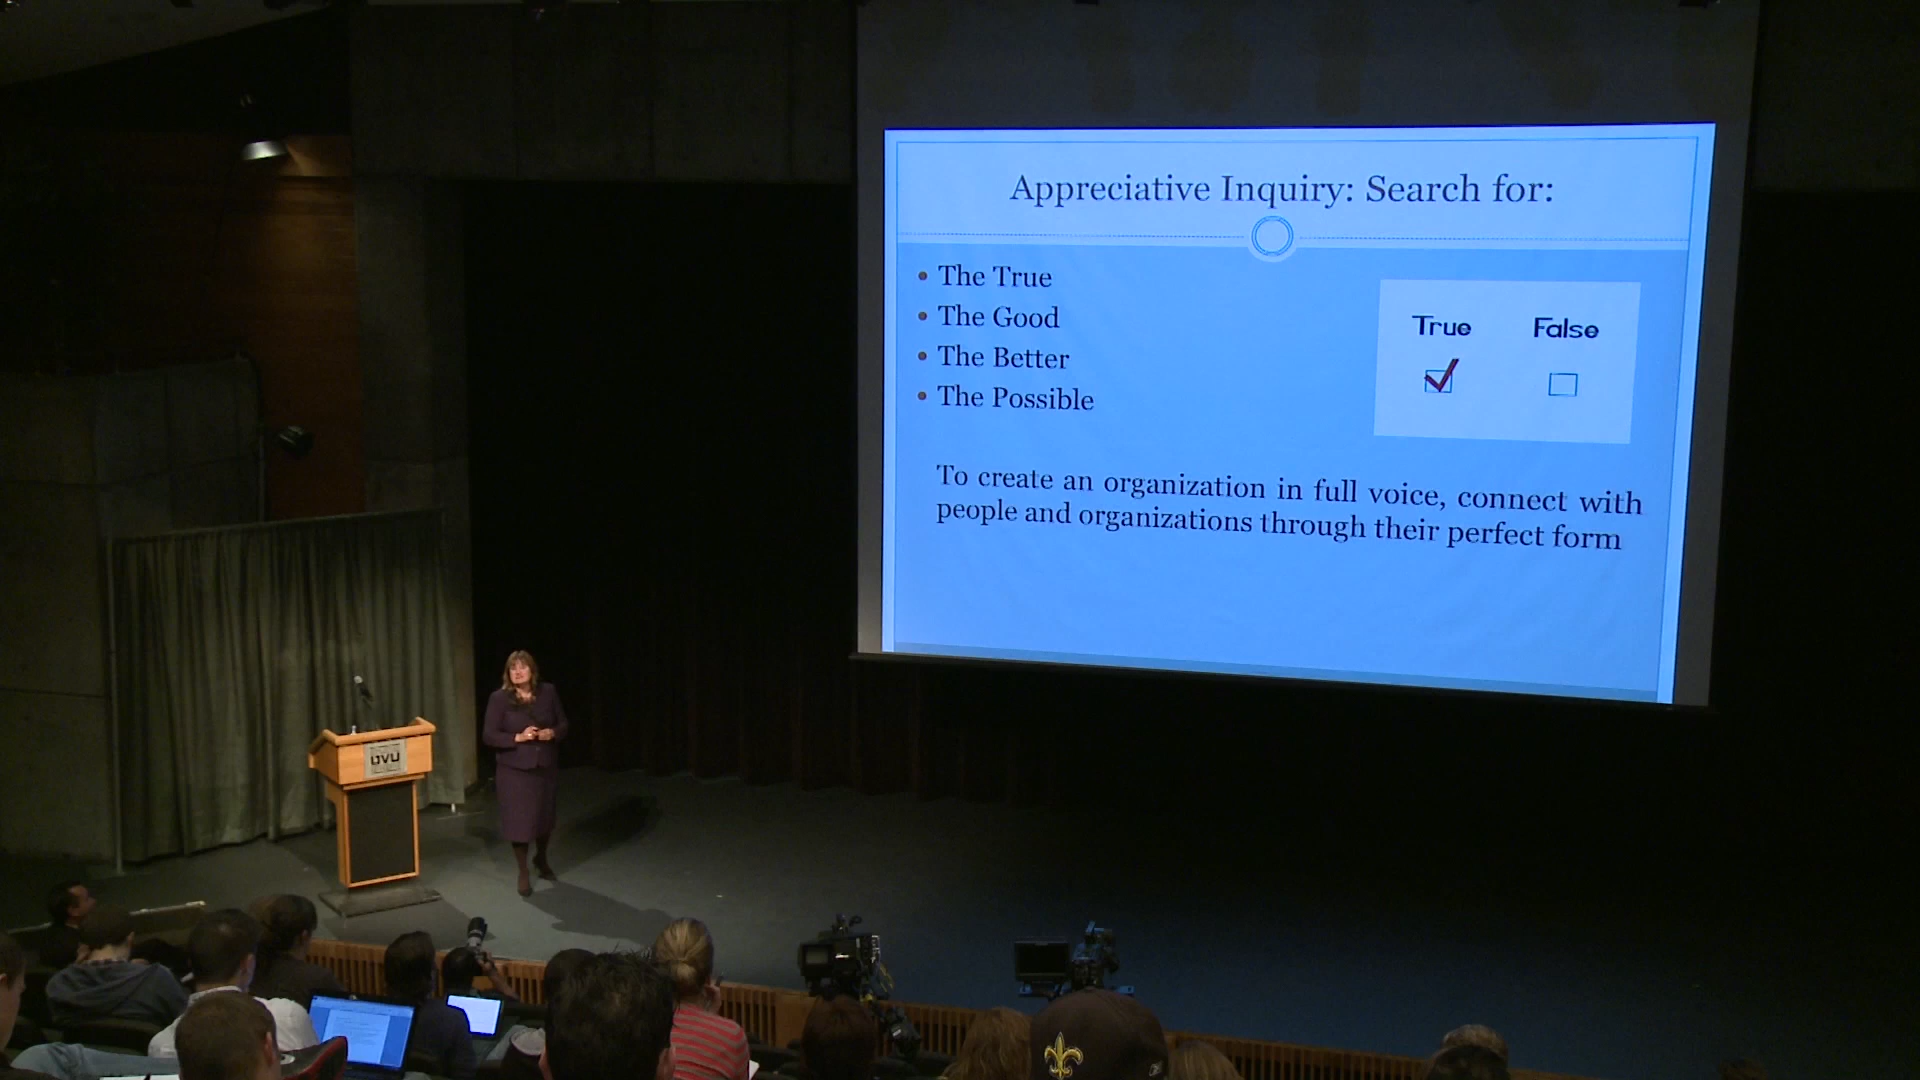 Appreciative Inquiry: Search for:
• The True
• The Good
• The Better
• The Possible
True False
To create an organization in full voice, connect with
people and organizations through their perfect form
UVU